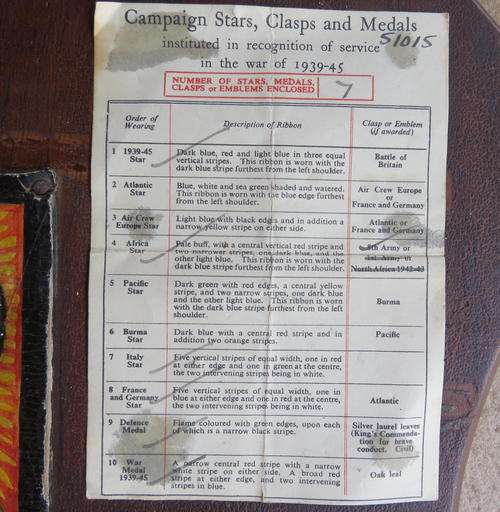 Campaign Stars, Clasps and Medals
instituted in recognition of service
51015
in the war of 1939-45
NUMBER OF STARS, MEDALS,
CLASPS or EMBLEMS ENCLOSED
7
Order of
Wearing
Description of Ribbon
Clasp or Emblem
(if awarded)
1 1939-45
Star
Dark blue, red and light blue in three equal
vertical stripes. This ribbon is worn with the
dark blue stripe furthest from the left shoulder.
Battle of
Britain
2 Atlantic
Star
Blue, white and sea green shaded and watered.
This ribbon is worn with the blue edge furthest
from the left shoulder.
Air Crew Europe
or
France and Germany
3 Air Crew
Europe Star
Light blue with black edges and in addition a
narrow yellow stripe on either side.
Atlantic or
France and Germany
4 Africa
Star
Pale buff, with a central vertical red stripe and
two narrower stripes, one dark blue, and the
other light blue. This ribbon is worn with the
dark blue stripe furthest from the left shoulder.
8th Army or
1st Army or
North Africa 1942-43
5 Pacific
Star
Dark green with red edges, a central yellow
stripe, and two narrow stripes, one dark blue
and the other light blue. This ribbon is worn
with the dark blue stripe furthest from the left
shoulder.
Burma
6 Burma
Star
Dark blue with a central red stripe and in
addition two orange stripes.
Pacific
7 Italy
Star
Five vertical stripes of equal width, one in red
at either edge and one in green at the centre,
the two intervening stripes being in white.
8 France
and Germany
Star
Five vertical stripes of equal width, one in
blue at either edge and one in red at the centre,
the two intervening stripes being in white.
Atlantic
9 Defence
Medal
Flame coloured with green edges, upon each
of which is a narrow black stripe.
Silver laurel leaves
(King's Commenda-
tion for brave
conduct. Civil)
10 War
Medal
1939-45
A narrow central red stripe with a narrow
white stripe on either side. A broad red
stripe at either edge, and two intervening
stripes in blue.
Oak leaf